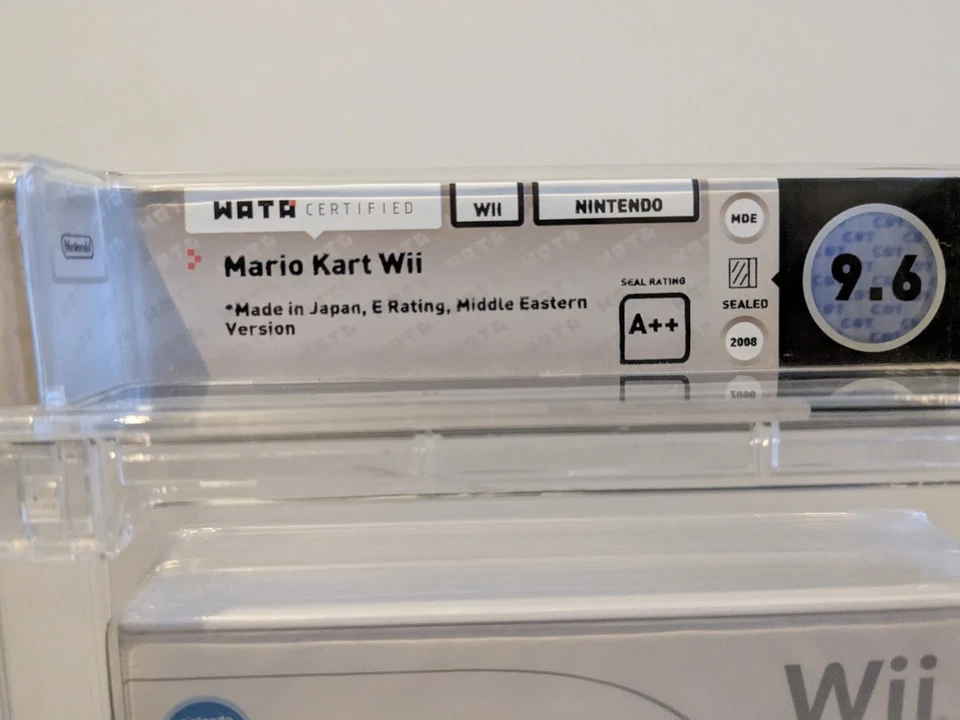 WATA CERTIFIED
WII
NINTENDO
MDE
Nintendo
Mario Kart Wii
*Made in Japan, E Rating, Middle Eastern
Version
SEAL RATING
A++
SEALED
2008
9.6
Wii